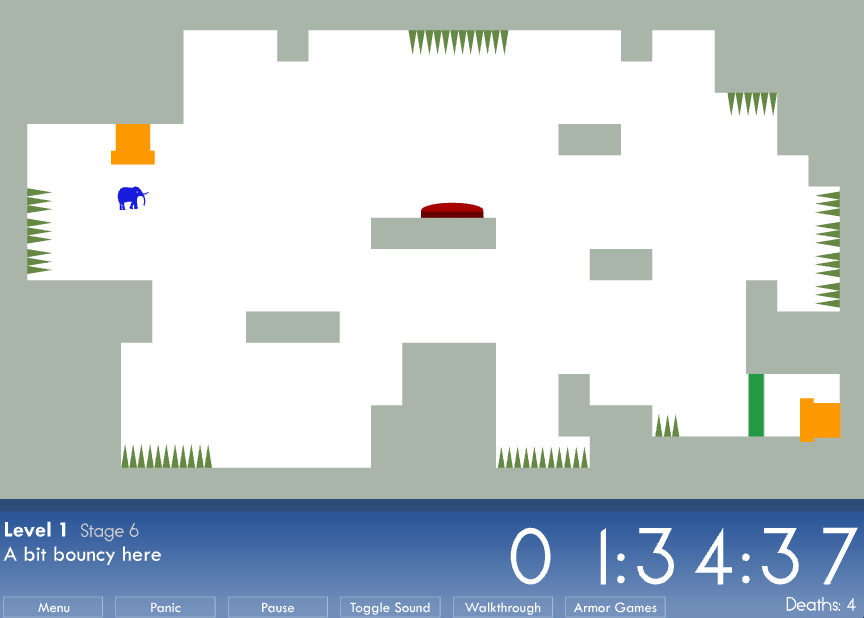 Level 1 Stage 6
A bit bouncy here
0 1:34:37
Menu
Panic
Pause
Toggle Sound
Walkthrough
Armor Games
Deaths: 4